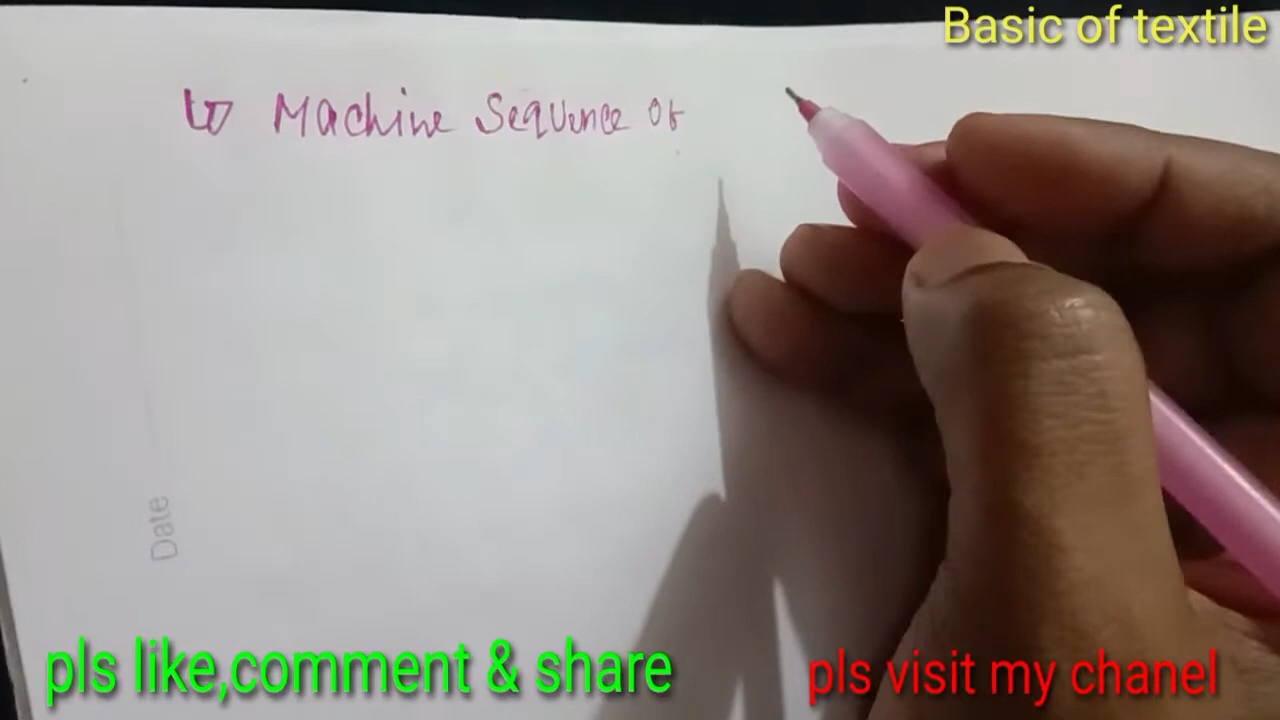 Basic of textile
Machine Sequence Of
Date
pls like,comment & share
pls visit my chanel